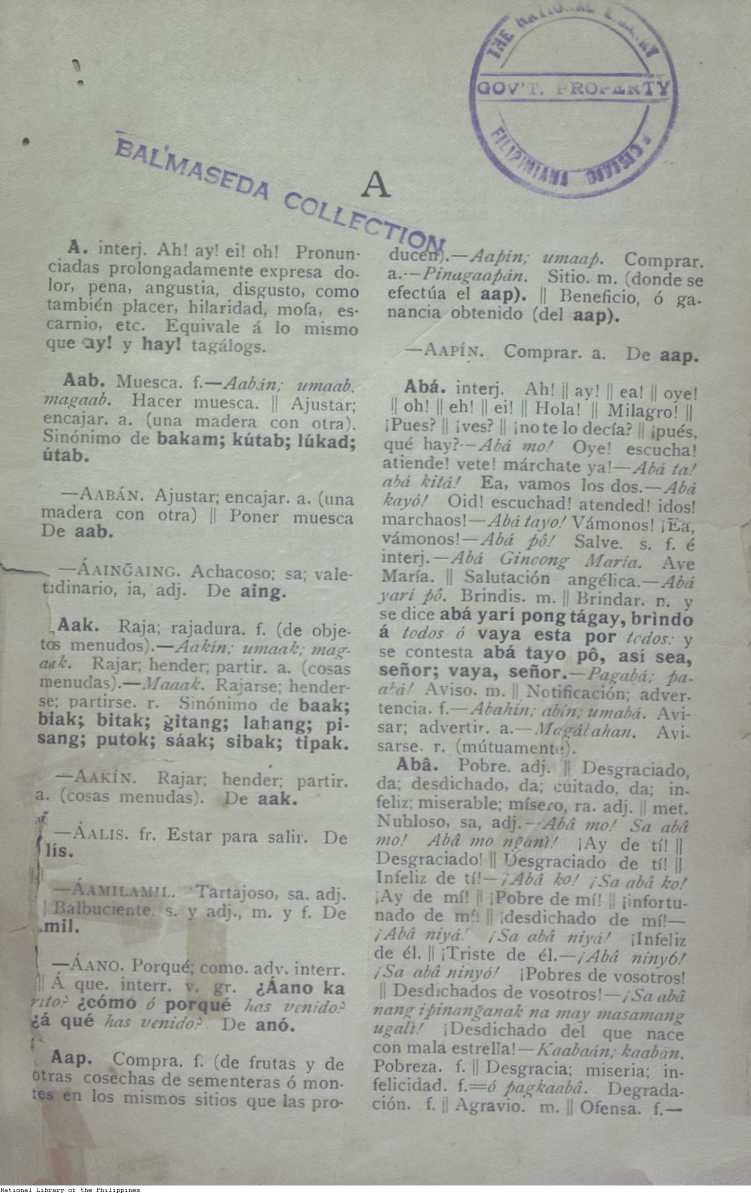 THE NATIONAL LIBRARY
GOV'T. PROPERTY
FILIPINIANA
BALMASEDA COLLECTION
A
A. interj. Ah! ay! ei! oh! Pronun-
ciadas prolongadamente expresa do-
lor, pena, angustia, disgusto, como
también placer, hilaridad, mofa, es-
carnio, etc. Equivale á lo mismo
que ay! y hay! tagálogs.
Aab. Muesca. f.—Aabán; umaab.
magaab. Hacer muesca. || Ajustar;
encajar. a. (una madera con otra).
Sinónimo de bakam; kútab; lúkad;
útab.
—AABÁN. Ajustar; encajar. a. (una
madera con otra) || Poner muesca
De aab.
—ÁAINGAING. Achacoso; sa; vale-
tudinario, ia, adj. De aing.
Aak. Raja; rajadura. f. (de obje-
tos menudos).—Aakin; umaak; mag-
aak. Rajar; hender; partir. a. (cosas
menudas).—Maaak. Rajarse; hender-
se; partirse. r. Sinónimo de baak;
biak; bitak; gitang; lahang; pi-
sang; putok; sáak; sibak; tipak.
—AAKÍN. Rajar; hender; partir.
a. (cosas menudas). De aak.
—ÁALIS. fr. Estar para salir. De
lis.
—ÁAMILAMIL. Tartajoso, sa. adj.
|| Balbuciente. s. y adj., m. y f. De
mil.
—ÁANO. Porqué; como. adv. interr.
|| Á que. interr. v. gr. ¿Áano ka
rito? ¿cómo ó porqué has venido?
¿á qué has venido? De anó.
Aap. Compra. f. (de frutas y de
otras cosechas de sementeras ó mon-
tes en los mismos sitios que las pro-
ducen).—Aapin; umaap. Comprar.
a.—Pinagaapán. Sitio. m. (donde se
efectúa el aap). || Beneficio, ó ga-
nancia obtenido (del aap).
—AAPÍN. Comprar. a. De aap.
Abá. interj. Ah! || ay! || ea! || oye!
|| oh! || eh! || ei! || Hola! || Milagro! ||
¡Pues? || ¡ves? || ¡no te lo decía? || ¡pués,
qué hay?—Abá mo! Oye! escucha!
atiende! vete! márchate ya!—Abá ta!
abá kitá! Ea, vamos los dos.—Abá
kayó! Oid! escuchad! atended! idos!
marchaos!—Abá tayo! Vámonos! ¡Ea,
vámonos!—Abá pô! Salve. s. f. é
interj.—Abá Ginoong María. Ave
María. || Salutación angélica.—Abá
yari pô. Brindis. m. || Brindar. n. y
se dice abá yari pong tágay, brindo
á todos ó vaya esta por todos; y
se contesta abá tayo pô, así sea,
señor; vaya, señor.—Pagabá; pa-
abá! Aviso. m. || Notificación; adver-
tencia. f.—Abahin; abin; umabá. Avi-
sar; advertir. a.—Magábahan. Avi-
sarse. r. (mútuamente).
Abâ. Pobre. adj. || Desgraciado,
da; desdichado, da; cuitado, da; in-
feliz; miserable; mísero, ra. adj. || met.
Nubloso, sa, adj.—Abâ mo! Sa abâ
mo! Abâ mo nganì! ¡Ay de tí! ||
Desgraciado! || Desgraciado de tí! ||
Infeliz de tí!—¡Abâ ko! ¡Sa abâ ko!
¡Ay de mí! || ¡Pobre de mí! || ¡infortu-
nado de mí! || ¡desdichado de mí!—
¡Abâ niyá! ¡Sa abâ niyá! ¡Infeliz
de él. || ¡Triste de él.—¡Abâ ninyó!
¡Sa abâ ninyó! ¡Pobres de vosotros!
|| Desdichados de vosotros!—¡Sa abâ
nang ipinanganak na may masamang
ugali! ¡Desdichado del que nace
con mala estrella!—Kaabaán; kaaban.
Pobreza. f. || Desgracia; miseria; in-
felicidad. f.=ó pagkaabâ. Degrada-
ción. f. || Agravio. m. || Ofensa. f.—
National Library of the Philippines